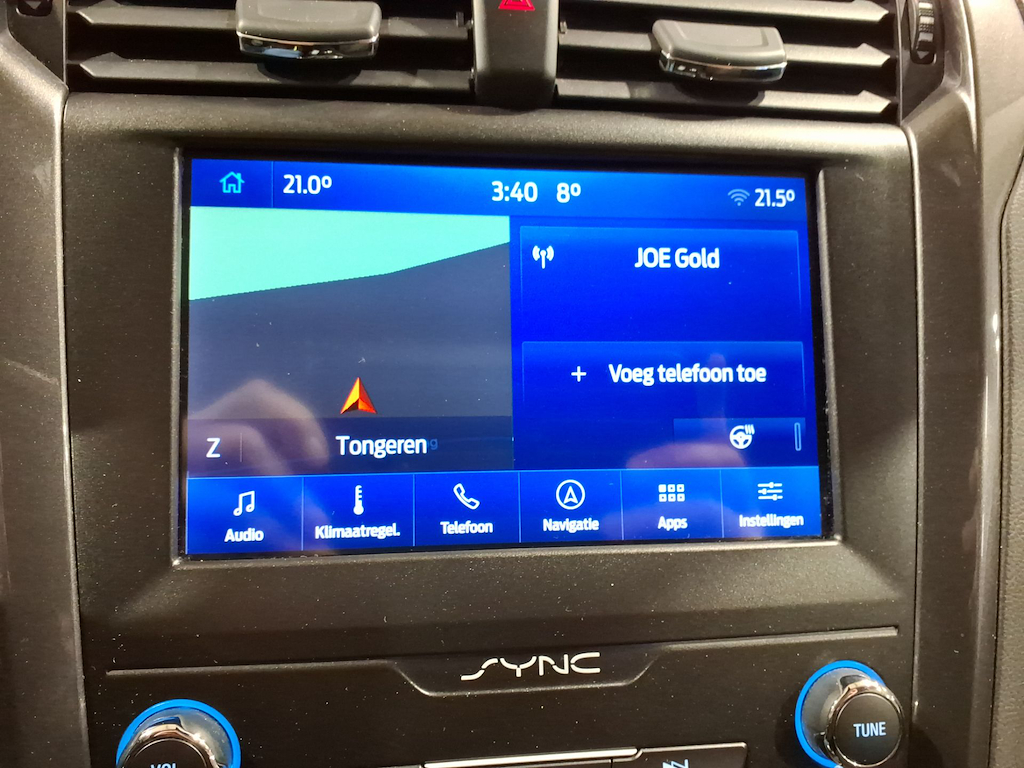 21.0°
3:40 8°
21.5°
JOE Gold
+ Voeg telefoon toe
Z
Tongeren
Audio
Klimaatregel.
Telefoon
Navigatie
Apps
Instellingen
SYNC
VOL
TUNE